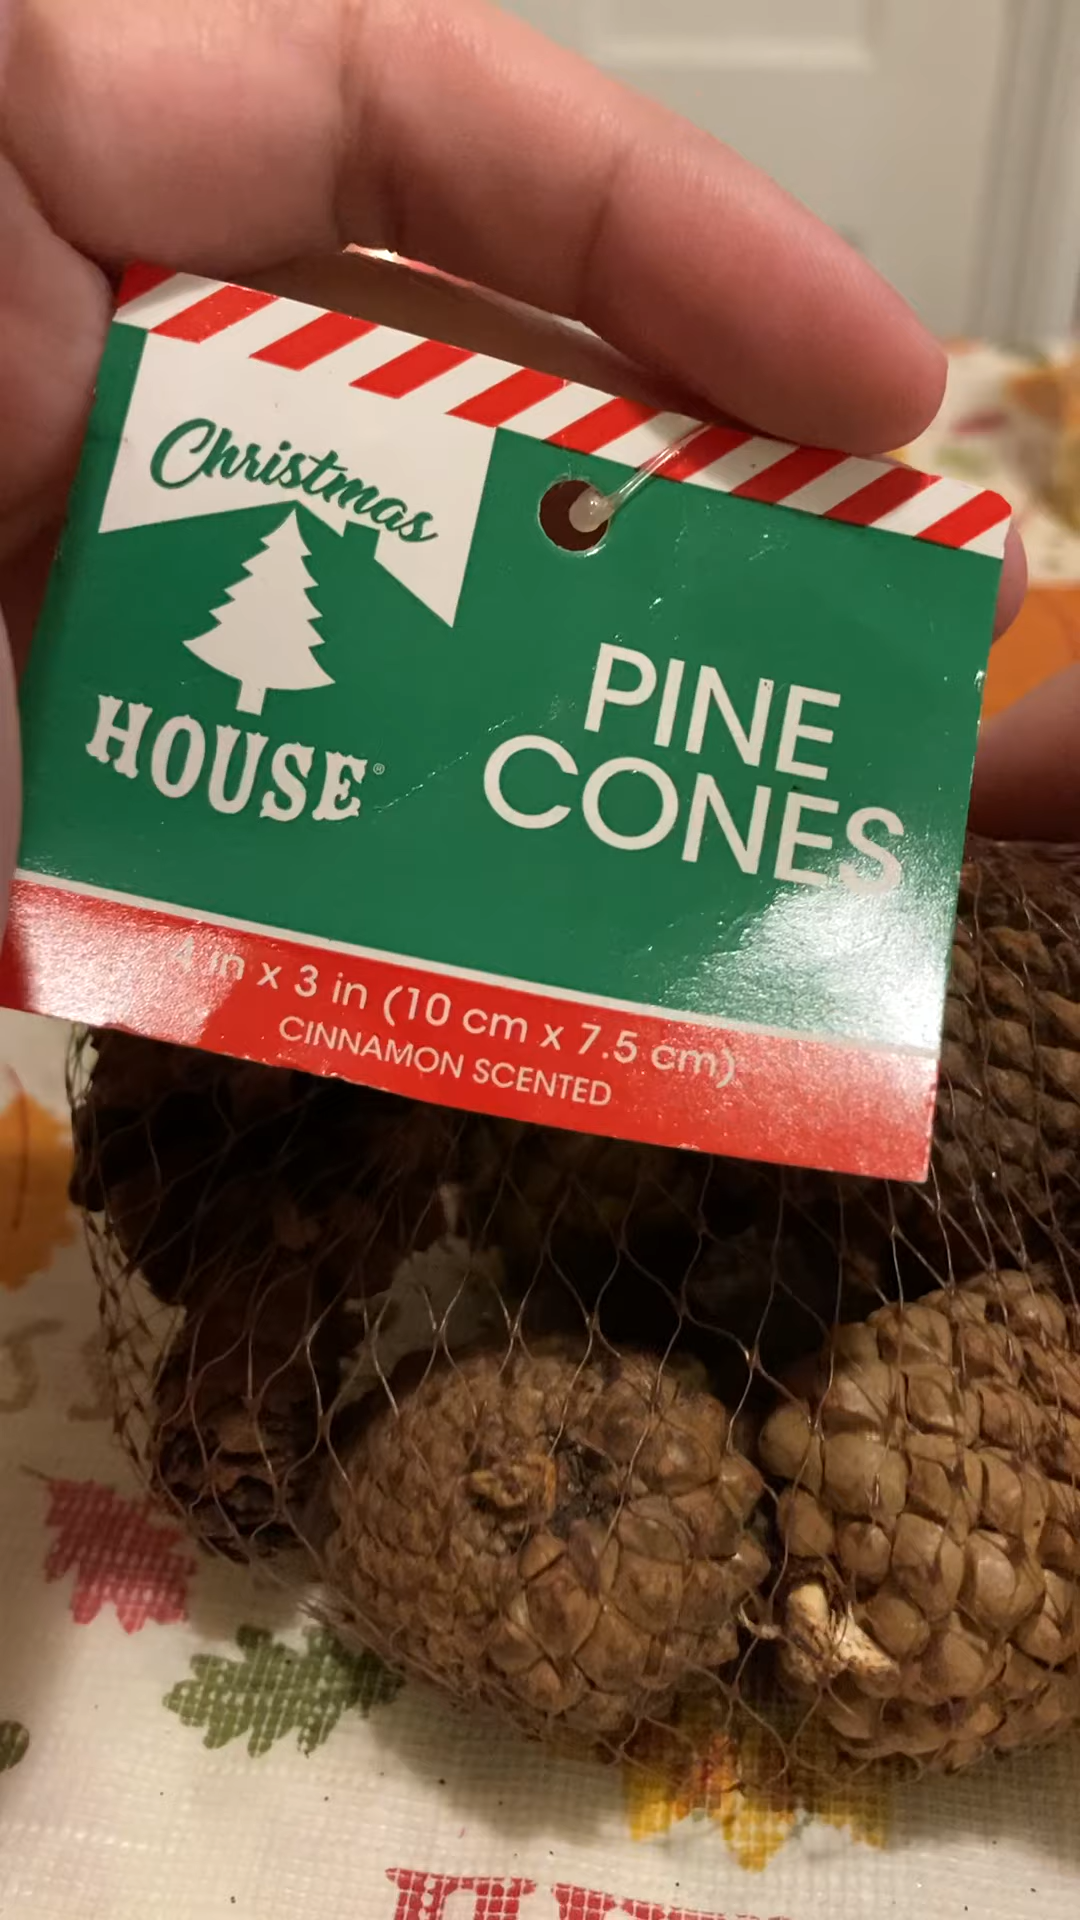 Christmas
HOUSE®
PINE
CONES
4 in x 3 in (10 cm x 7.5 cm)
CINNAMON SCENTED